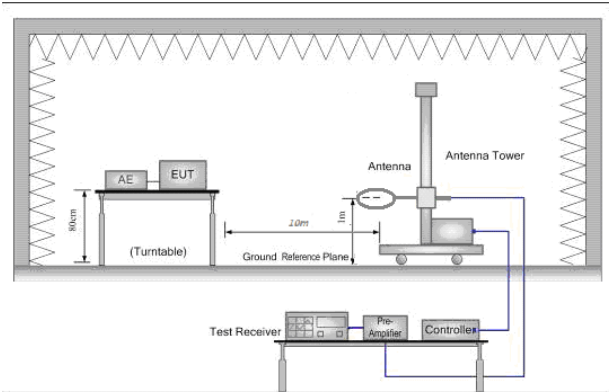 Antenna Tower
Antenna
AE
EUT
80cm
10m
1m
(Turntable)
Ground Reference Plane
Test Receiver
Pre-
Amplifier
Controller